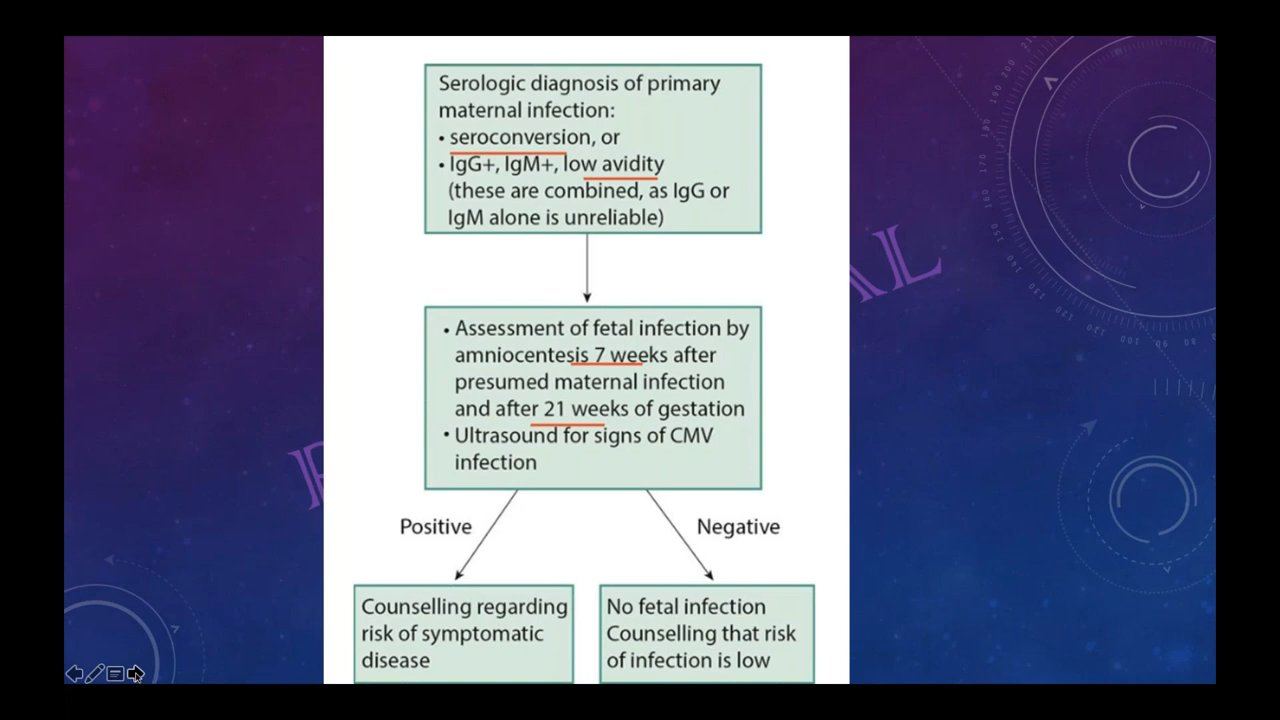 Serologic diagnosis of primary
maternal infection:
• seroconversion, or
• IgG+, IgM+, low avidity
(these are combined, as IgG or
IgM alone is unreliable)
• Assessment of fetal infection by
amniocentesis 7 weeks after
presumed maternal infection
and after 21 weeks of gestation
• Ultrasound for signs of CMV
infection
Positive
Negative
Counselling regarding
risk of symptomatic
disease
No fetal infection
Counselling that risk
of infection is low